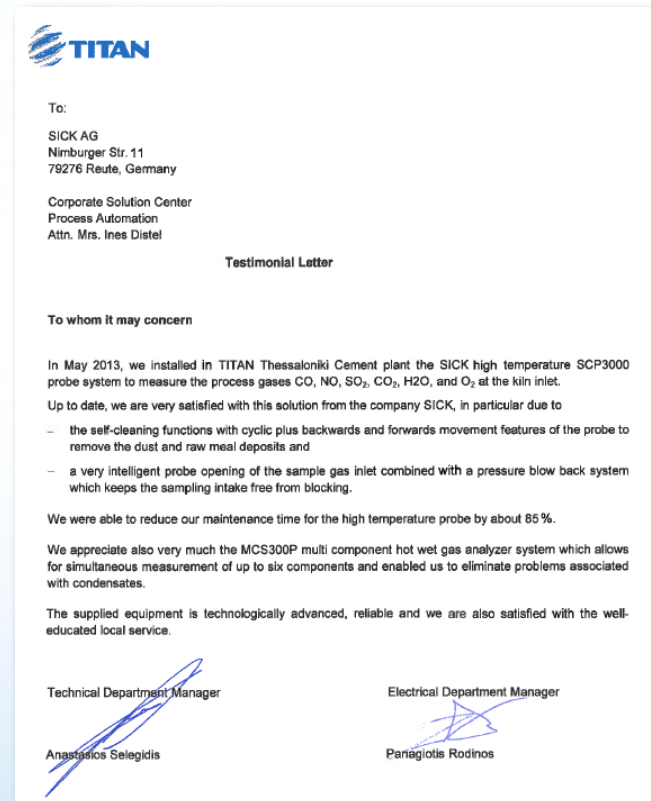 TITAN
To:
SICK AG
Nimburger Str. 11
79276 Reute, Germany
Corporate Solution Center
Process Automation
Attn. Mrs. Ines Distel
Testimonial Letter
To whom it may concern
In May 2013, we installed in TITAN Thessaloniki Cement plant the SICK high temperature SCP3000
probe system to measure the process gases CO, NO, SO₂, CO₂, H2O, and O₂ at the kiln inlet.
Up to date, we are very satisfied with this solution from the company SICK, in particular due to
– the self-cleaning functions with cyclic plus backwards and forwards movement features of the probe to
remove the dust and raw meal deposits and
– a very intelligent probe opening of the sample gas inlet combined with a pressure blow back system
which keeps the sampling intake free from blocking.
We were able to reduce our maintenance time for the high temperature probe by about 85 %.
We appreciate also very much the MCS300P multi component hot wet gas analyzer system which allows
for simultaneous measurement of up to six components and enabled us to eliminate problems associated
with condensates.
The supplied equipment is technologically advanced, reliable and we are also satisfied with the well-
educated local service.
Technical Department Manager
Electrical Department Manager
Anastasios Selegidis
Panagiotis Rodinos